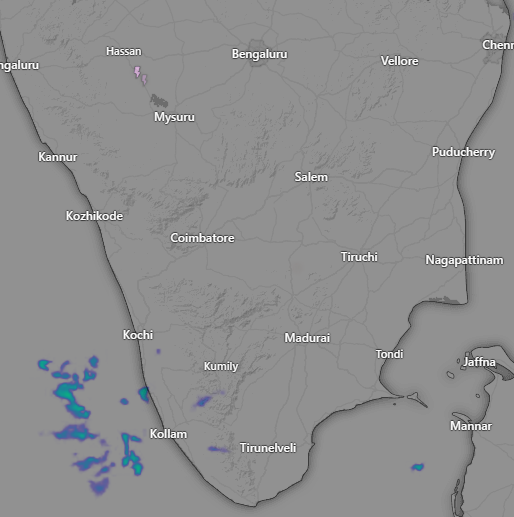 Hassan
Bengaluru
Chenn
ngaluru
Vellore
Mysuru
Kannur
Puducherry
Salem
Kozhikode
Coimbatore
Tiruchi
Nagapattinam
Kochi
Madurai
Tondi
Kumily
Jaffna
Mannar
Kollam
Tirunelveli